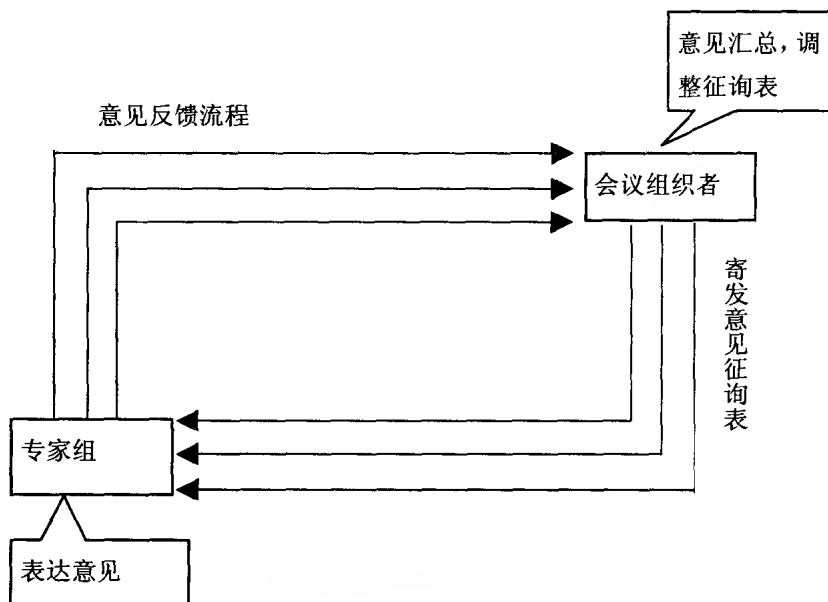 意见汇总，调
整征询表
意见反馈流程
会议组织者
寄发意见征询表
专家组
表达意见